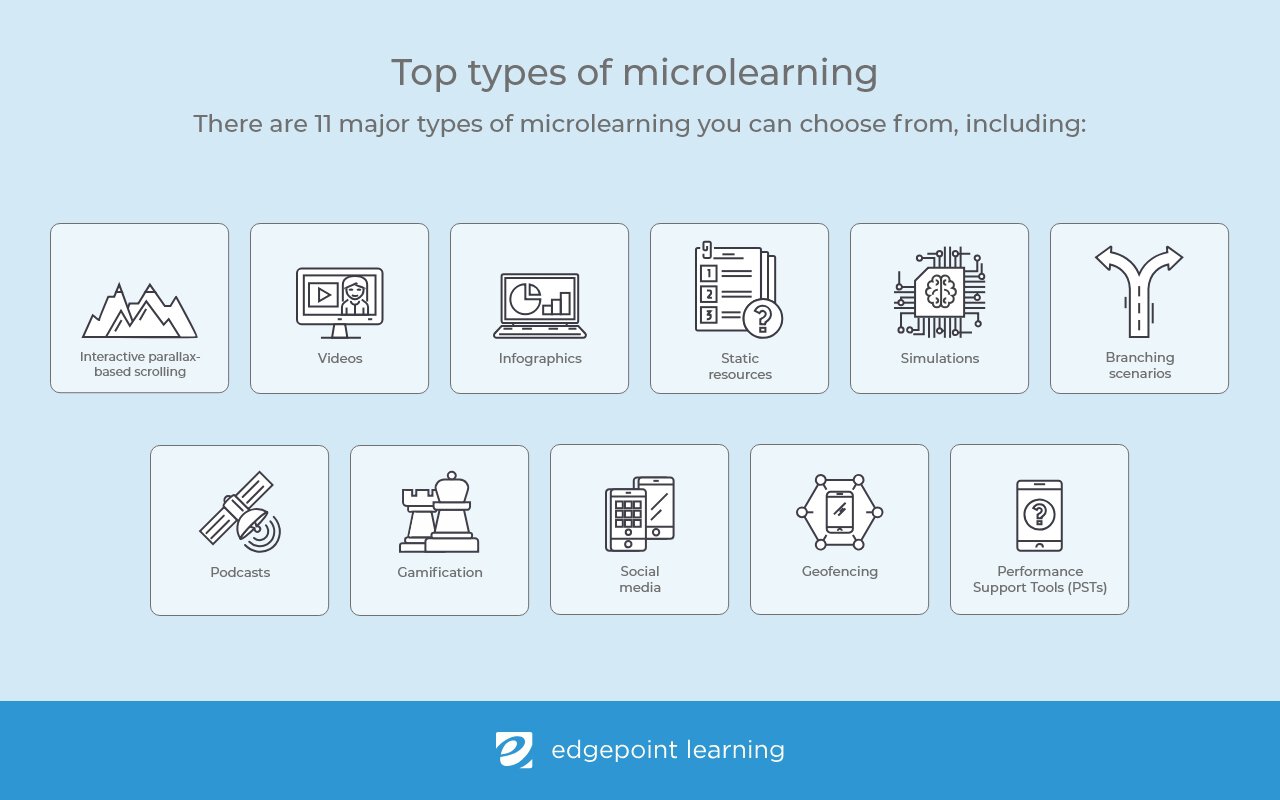 Top types of microlearning
There are 11 major types of microlearning you can choose from, including:
Interactive parallax-
based scrolling
Videos
Infographics
1
2
3
?
Static
resources
Simulations
Branching
scenarios
Podcasts
Gamification
Social
media
Geofencing
?
Performance
Support Tools (PSTs)
edgepoint learning